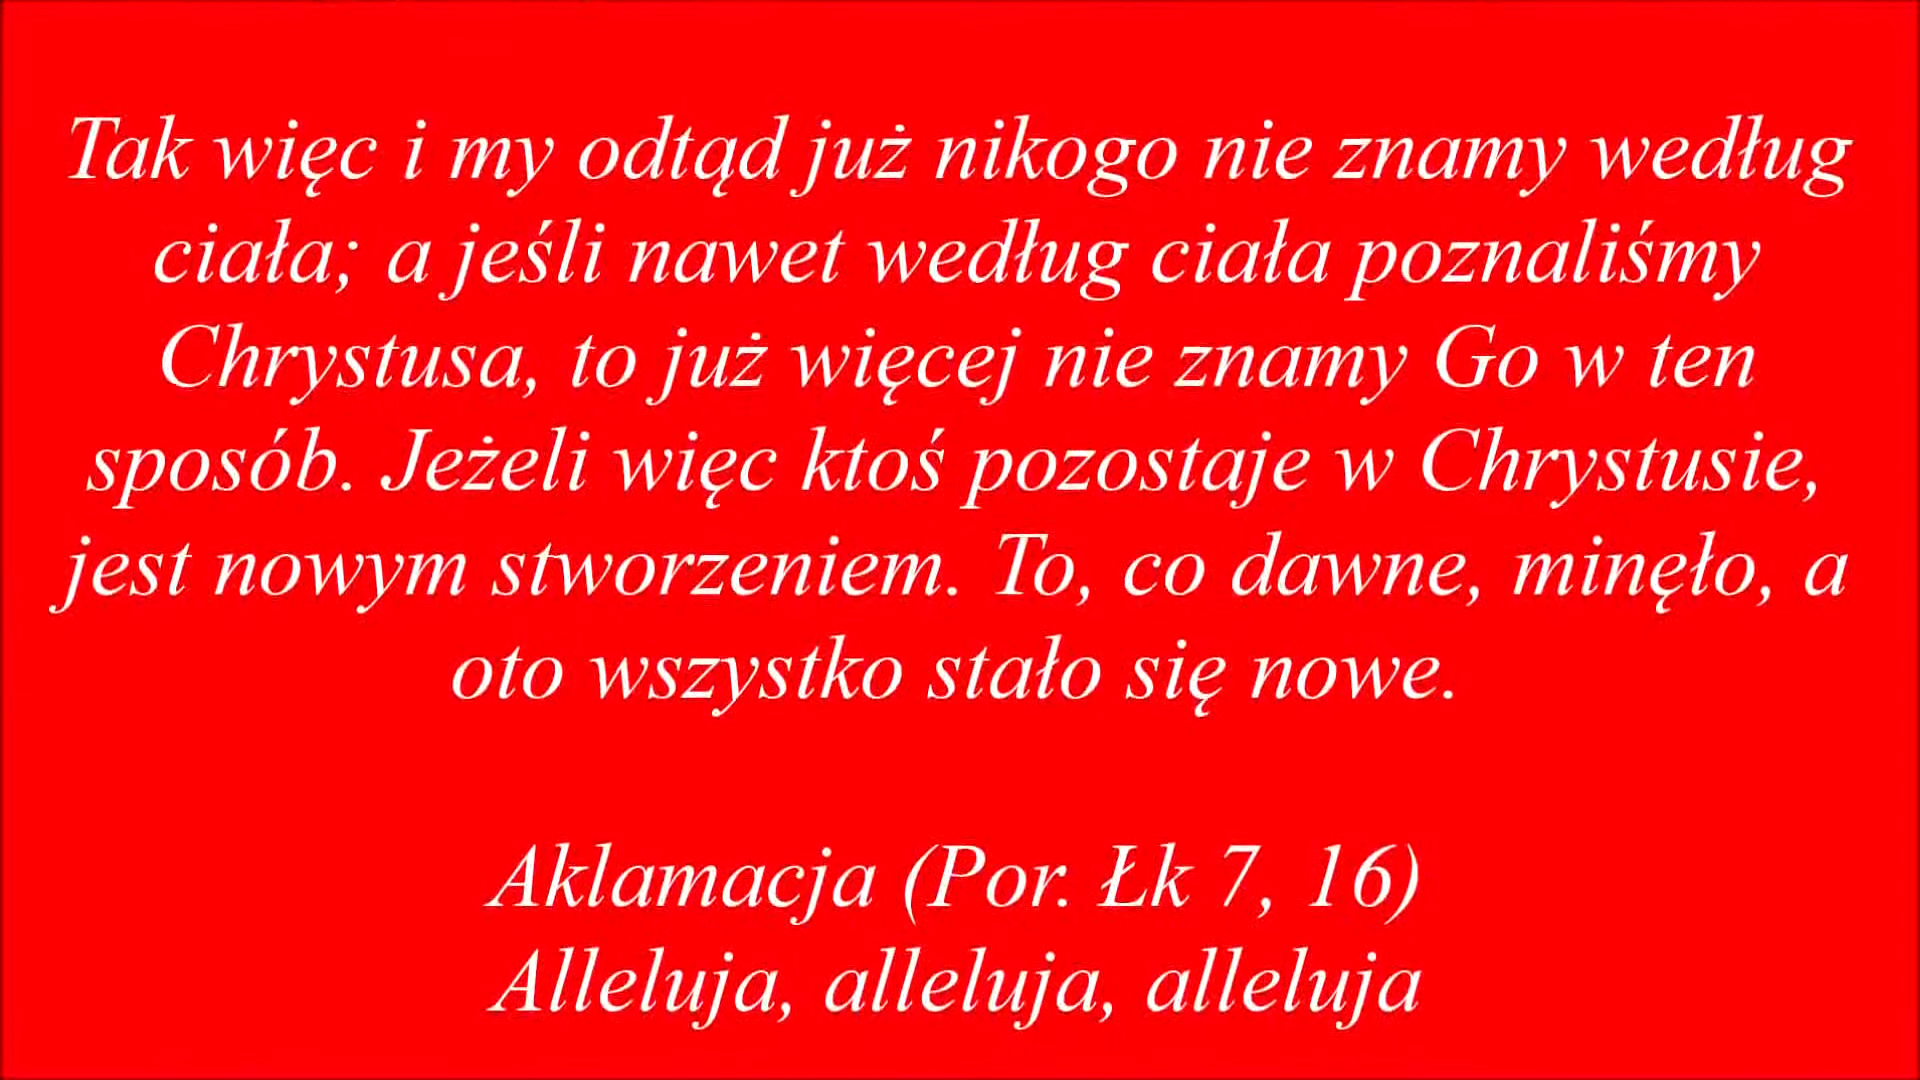 Tak więc i my odtąd już nikogo nie znamy według
ciała; a jeśli nawet według ciała poznaliśmy
Chrystusa, to już więcej nie znamy Go w ten
sposób. Jeżeli więc ktoś pozostaje w Chrystusie,
jest nowym stworzeniem. To, co dawne, minęło, a
oto wszystko stało się nowe.
Aklamacja (Por. Łk 7, 16)
Alleluja, alleluja, alleluja